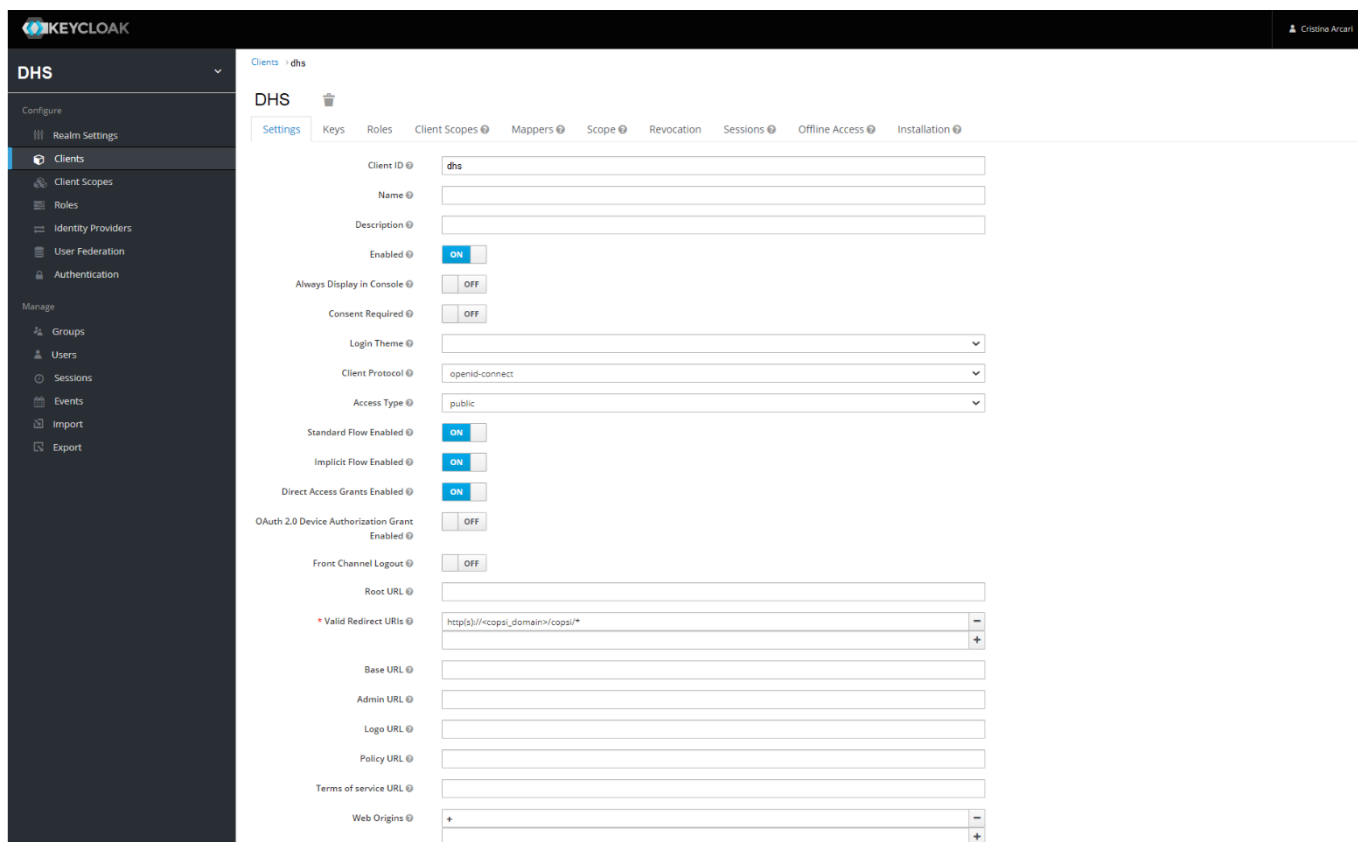 KEYCLOAK
Cristina Arcari
DHS
Configure
Realm Settings
Clients
Client Scopes
Roles
Identity Providers
User Federation
Authentication
Manage
Groups
Users
Sessions
Events
Import
Export
Clients > dhs
DHS
Settings Keys Roles Client Scopes Mappers Scope Revocation Sessions Offline Access Installation
Client ID dhs
Name
Description
Enabled ON
Always Display in Console OFF
Consent Required OFF
Login Theme
Client Protocol openid-connect
Access Type public
Standard Flow Enabled ON
Implicit Flow Enabled ON
Direct Access Grants Enabled ON
OAuth 2.0 Device Authorization Grant OFF
Enabled
Front Channel Logout OFF
Root URL
* Valid Redirect URIs http(s)://<copsi_domain>/copsi/* −
+
Base URL
Admin URL
Logo URL
Policy URL
Terms of service URL
Web Origins + −
+